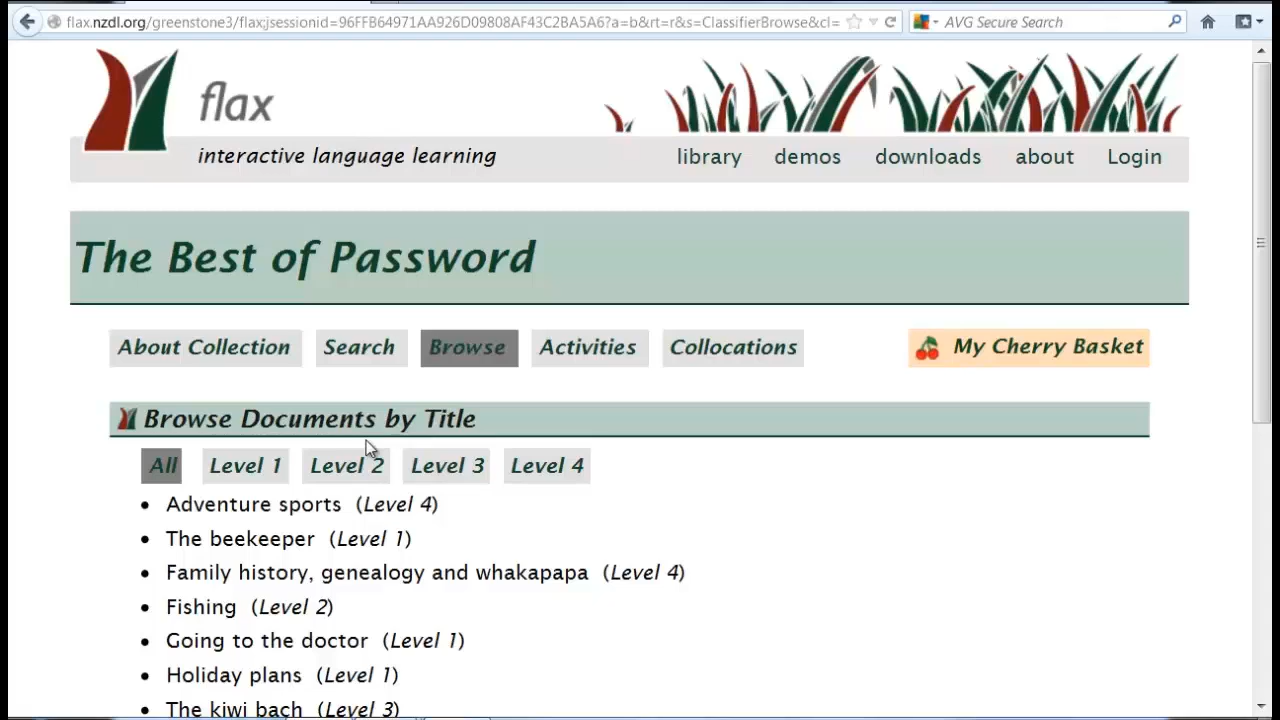 flax.nzdl.org/greenstone3/flax;jsessionid=96FFB64971AA926D09808AF43C2BA5A6?a=b&rt=r&s=ClassifierBrowse&cl=
AVG Secure Search
flax
interactive language learning
library demos downloads about Login
The Best of Password
About Collection Search Browse Activities Collocations My Cherry Basket
Browse Documents by Title
All Level 1 Level 2 Level 3 Level 4
• Adventure sports (Level 4)
• The beekeeper (Level 1)
• Family history, genealogy and whakapapa (Level 4)
• Fishing (Level 2)
• Going to the doctor (Level 1)
• Holiday plans (Level 1)
• The kiwi bach (Level 3)